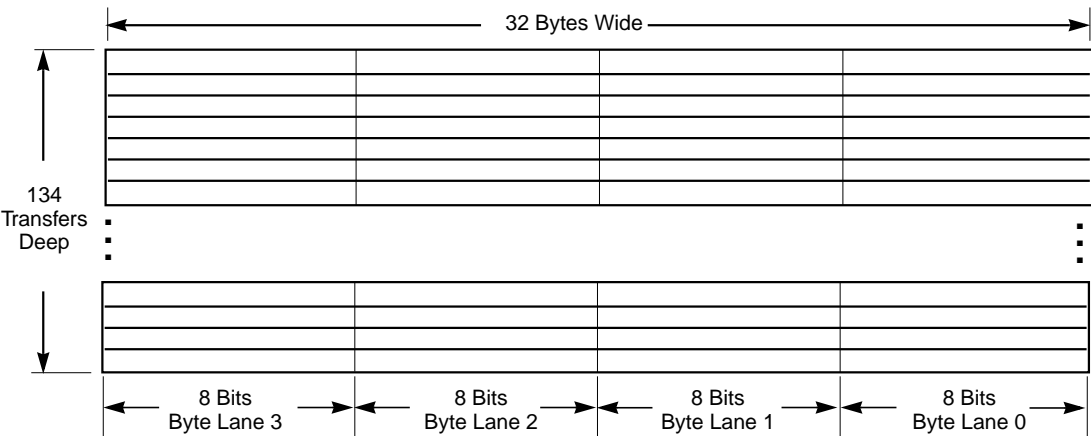 32 Bytes Wide
134
Transfers
Deep
8 Bits
Byte Lane 3
8 Bits
Byte Lane 2
8 Bits
Byte Lane 1
8 Bits
Byte Lane 0